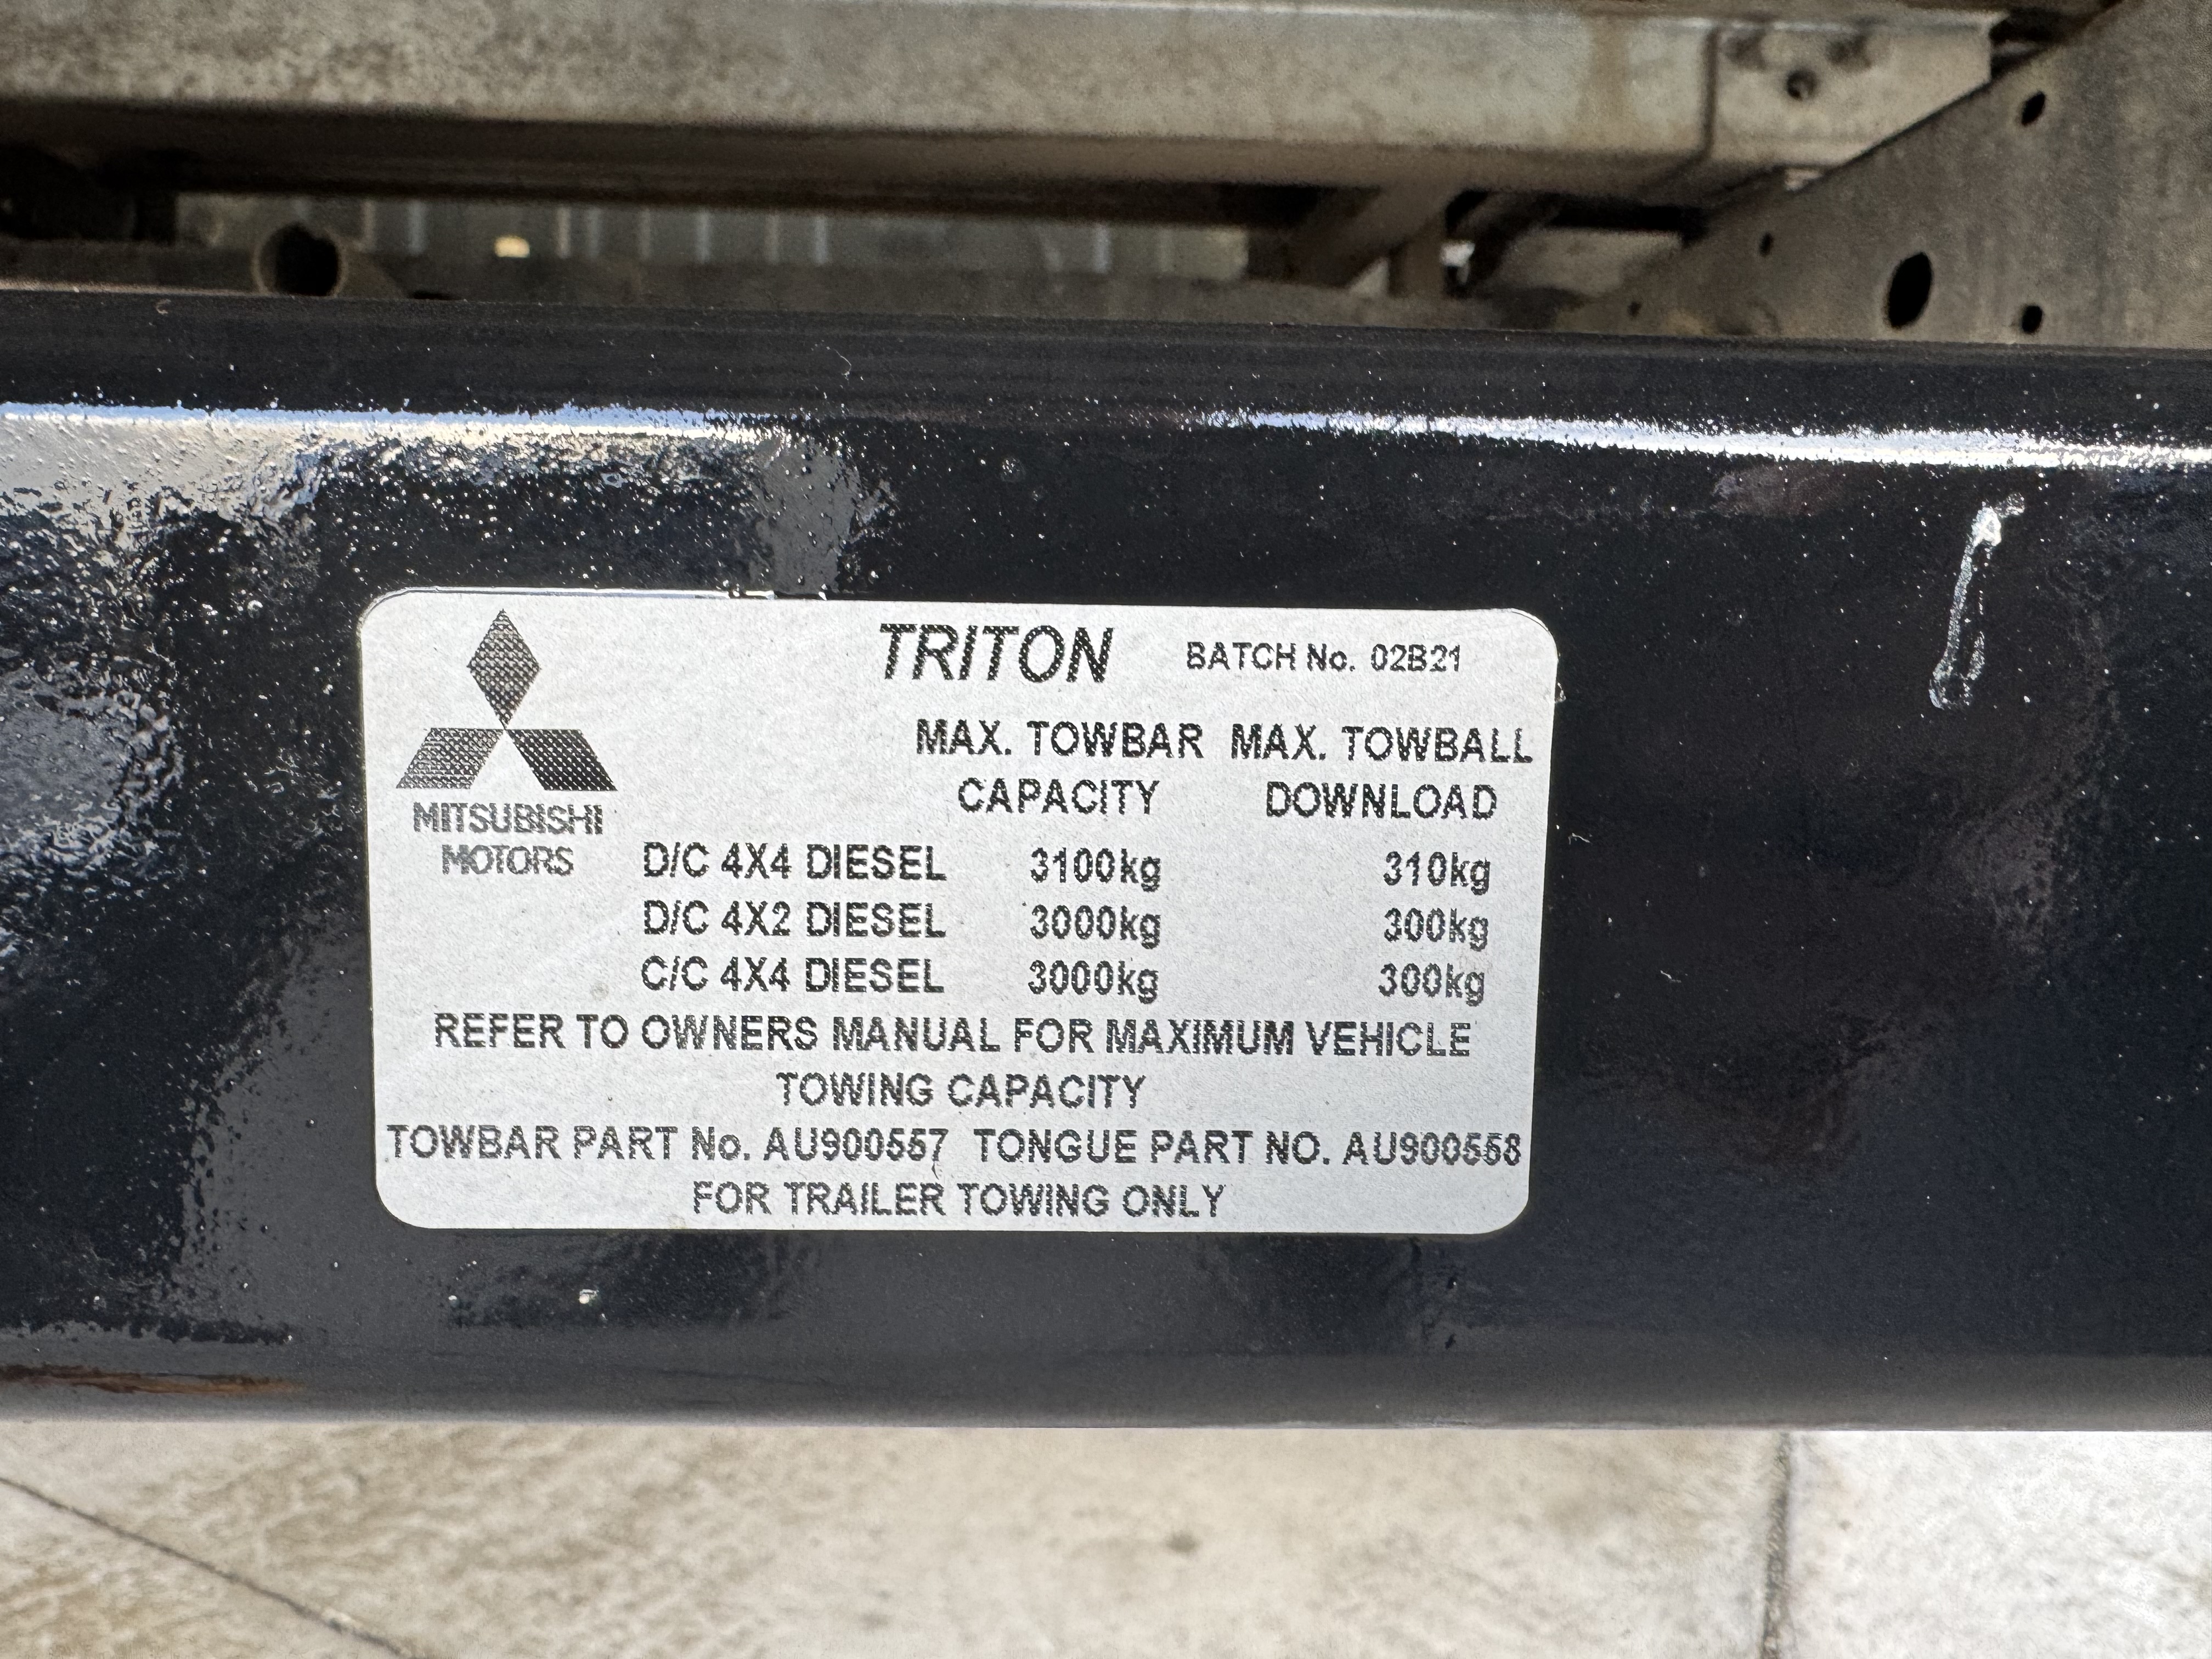 TRITON BATCH No. 02B21
MAX. TOWBAR MAX. TOWBALL
CAPACITY DOWNLOAD
MITSUBISHI
MOTORS
D/C 4X4 DIESEL 3100kg 310kg
D/C 4X2 DIESEL 3000kg 300kg
C/C 4X4 DIESEL 3000kg 300kg
REFER TO OWNERS MANUAL FOR MAXIMUM VEHICLE
TOWING CAPACITY
TOWBAR PART No. AU900557 TONGUE PART NO. AU900558
FOR TRAILER TOWING ONLY